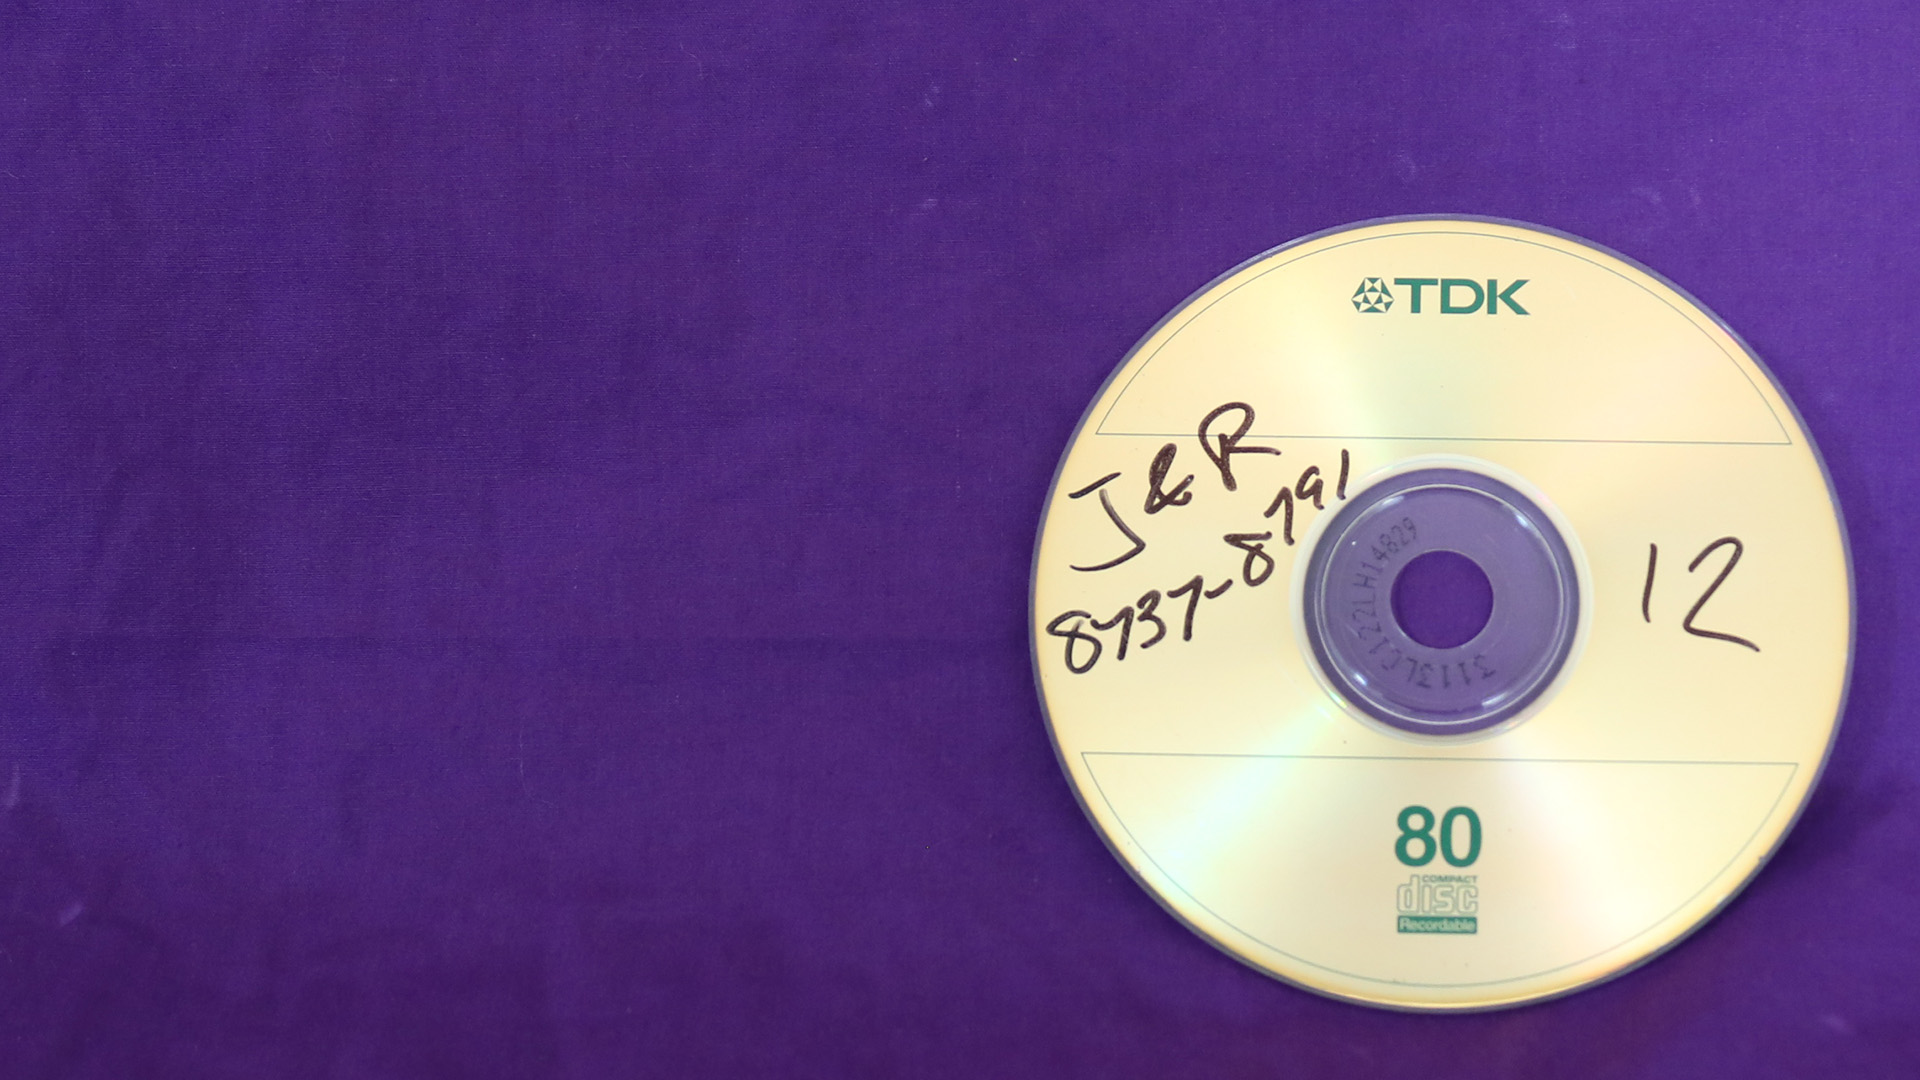 TDK
J & R
8737-8791
12
3113LC122LH14829
80
COMPACT
disc
Recordable